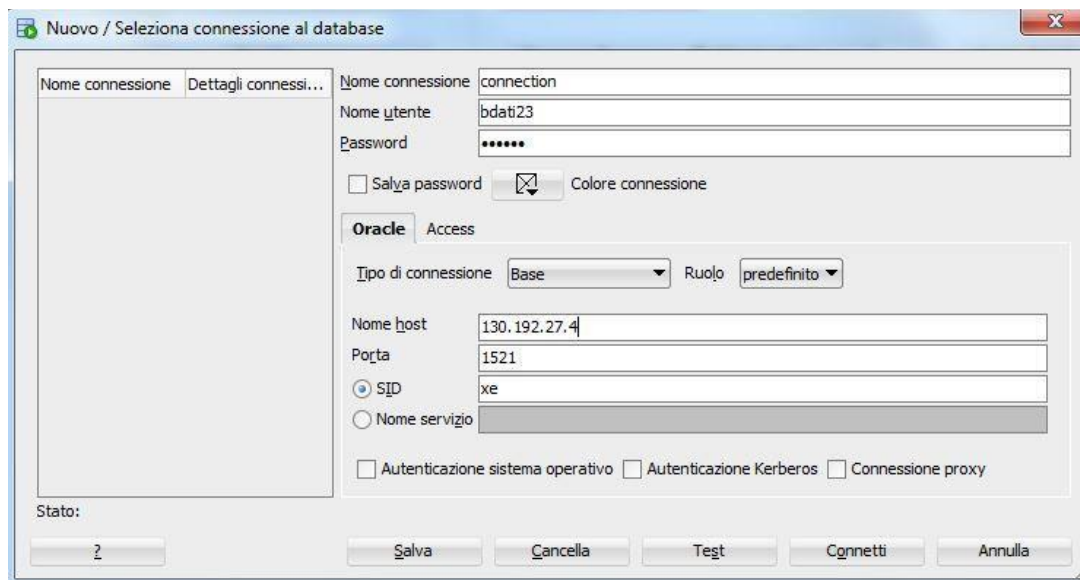 Nuovo / Seleziona connessione al database
Nome connessione Dettagli connessi...
Nome connessione connection
Nome utente bdati23
Password ••••••
Salva password Colore connessione
Oracle Access
Tipo di connessione Base Ruolo predefinito
Nome host 130.192.27.4
Porta 1521
SID xe
Nome servizio
Autenticazione sistema operativo Autenticazione Kerberos Connessione proxy
Stato:
? Salva Cancella Test Connetti Annulla